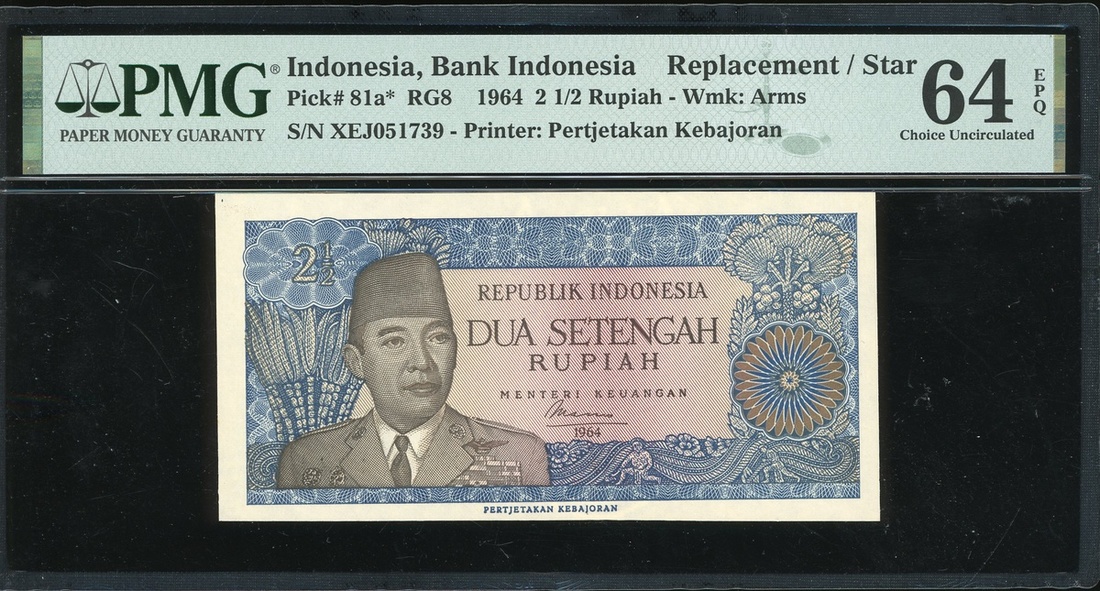 PMG®
PAPER MONEY GUARANTY
Indonesia, Bank Indonesia Replacement / Star
Pick# 81a* RG8 1964 2 1/2 Rupiah - Wmk: Arms
S/N XEJ051739 - Printer: Pertjetakan Kebajoran
64
EPQ
Choice Uncirculated
2½
REPUBLIK INDONESIA
DUA SETENGAH
RUPIAH
MENTERI KEUANGAN
1964
PERTJETAKAN KEBAJORAN